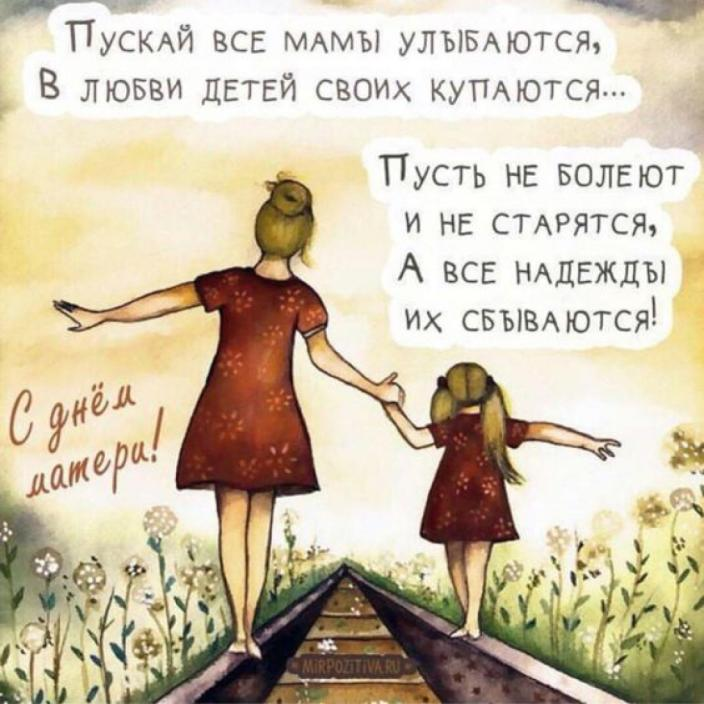 Пускай все мамы улыбаются,
В любви детей своих купаются...
Пусть не болеют
и не старятся,
А все надежды
их сбываются!
С днём
матери!
MiRPOZiTiVA.RU